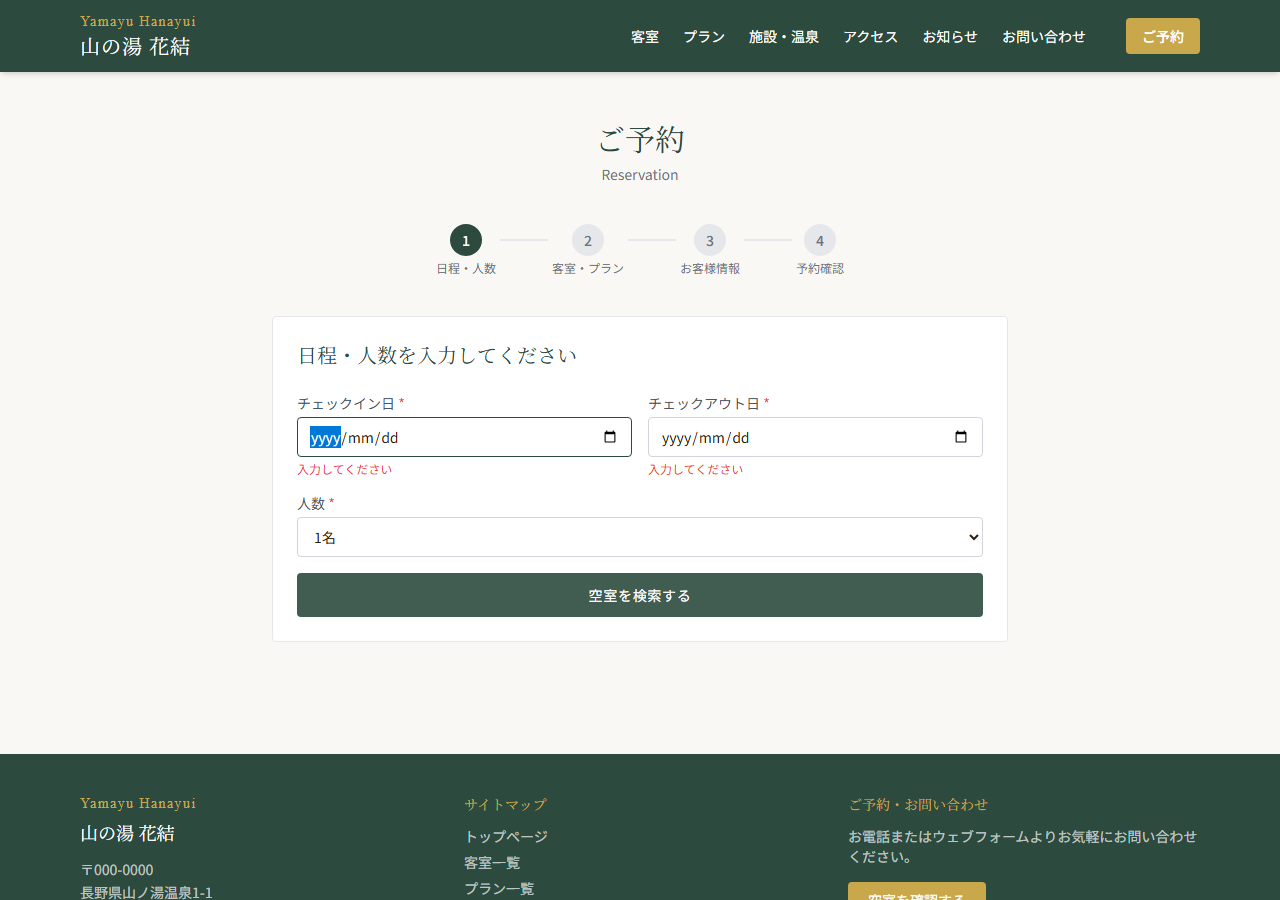 Yamayu Hanayui
山の湯 花結
客室 プラン 施設・温泉 アクセス お知らせ お問い合わせ ご予約
ご予約
Reservation
1 2 3 4
日程・人数 客室・プラン お客様情報 予約確認
日程・人数を入力してください
チェックイン日 * チェックアウト日 *
yyyy/mm/dd yyyy/mm/dd
入力してください 入力してください
人数 *
1名
空室を検索する
Yamayu Hanayui サイトマップ ご予約・お問い合わせ
山の湯 花結 トップページ お電話またはウェブフォームよりお気軽にお問い合わせ
ください。
客室一覧
〒000-0000
プラン一覧
長野県山ノ湯温泉1-1
空室を確認する